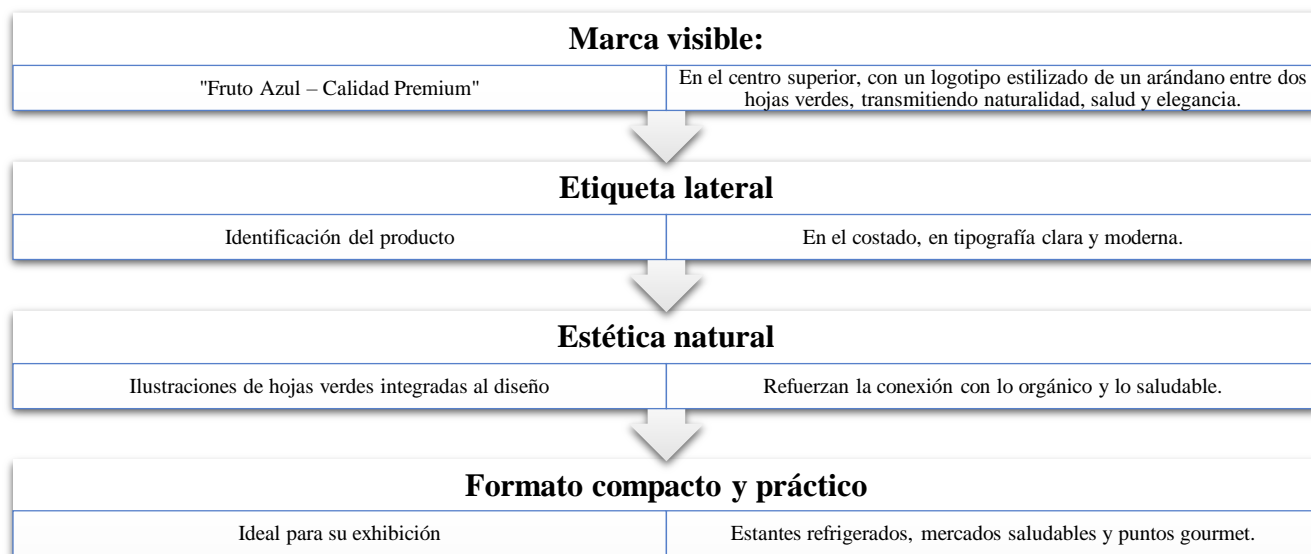 Marca visible:
"Fruto Azul – Calidad Premium"
En el centro superior, con un logotipo estilizado de un arándano entre dos
hojas verdes, transmitiendo naturalidad, salud y elegancia.
Etiqueta lateral
Identificación del producto
En el costado, en tipografía clara y moderna.
Estética natural
Ilustraciones de hojas verdes integradas al diseño
Refuerzan la conexión con lo orgánico y lo saludable.
Formato compacto y práctico
Ideal para su exhibición
Estantes refrigerados, mercados saludables y puntos gourmet.